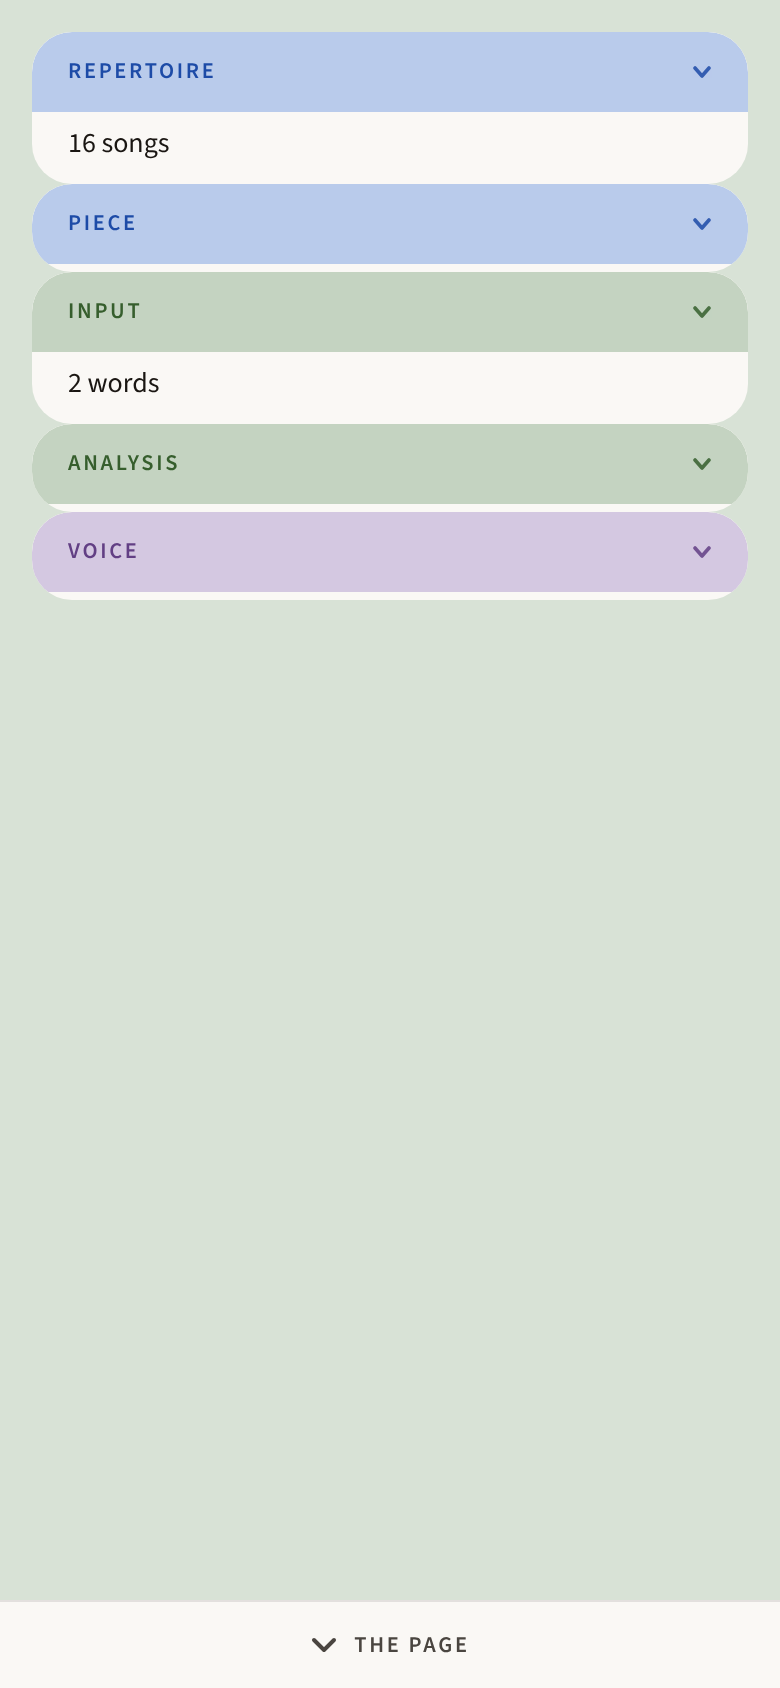 REPERTOIRE
16 songs
PIECE
INPUT
2 words
ANALYSIS
VOICE
THE PAGE